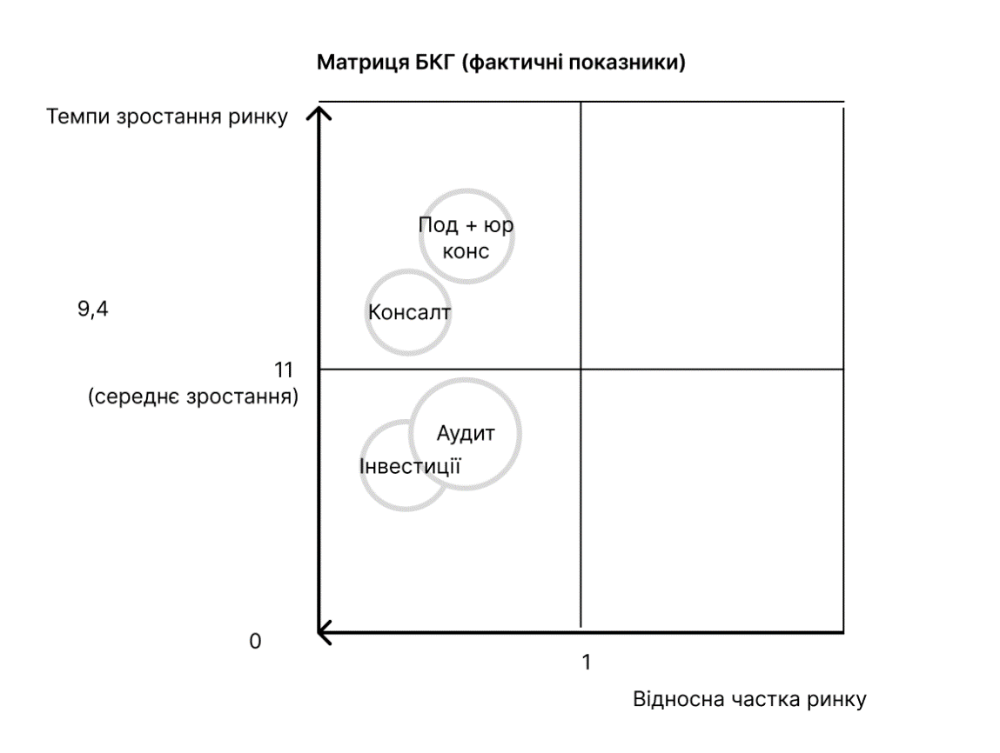 Матриця БКГ (фактичні показники)
Темпи зростання ринку
Под + юр
конс
Консалт
9,4
11
(середнє зростання)
Аудит
Інвестиції
0
1
Відносна частка ринку